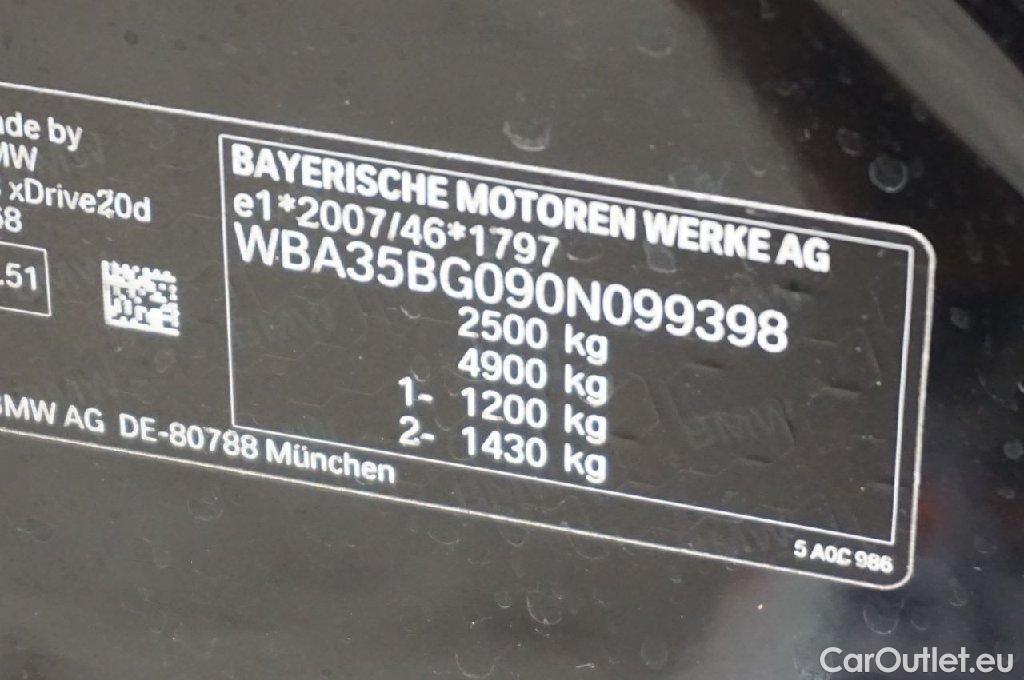 ade by
MW
xDrive20d
68
.51
BMW AG DE-80788 München
BAYERISCHE MOTOREN WERKE AG
e1*2007/46*1797
WBA35BG090N099398
2500 kg
4900 kg
1- 1200 kg
2- 1430 kg
5 A0C 986
CarOutlet.eu